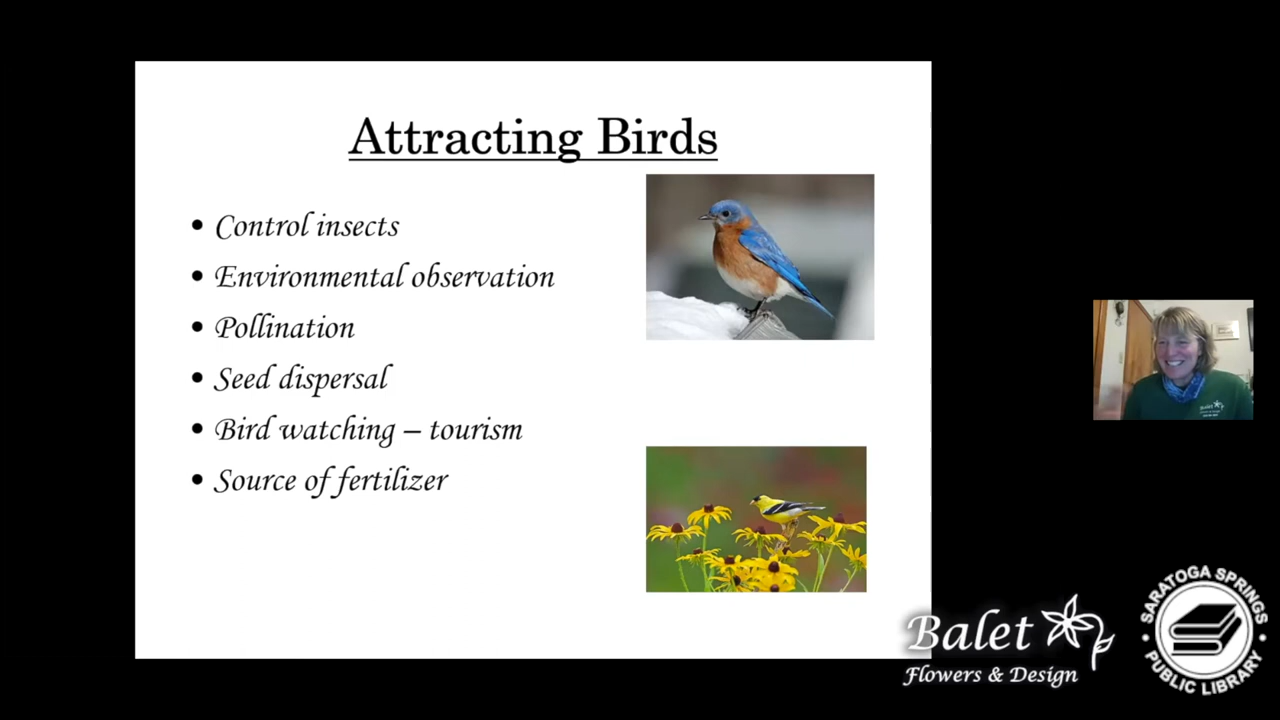 Attracting Birds
• Control insects
• Environmental observation
• Pollination
• Seed dispersal
• Bird watching – tourism
• Source of fertilizer
Balet
Balet
Flowers & Design
SARATOGA SPRINGS
PUBLIC LIBRARY